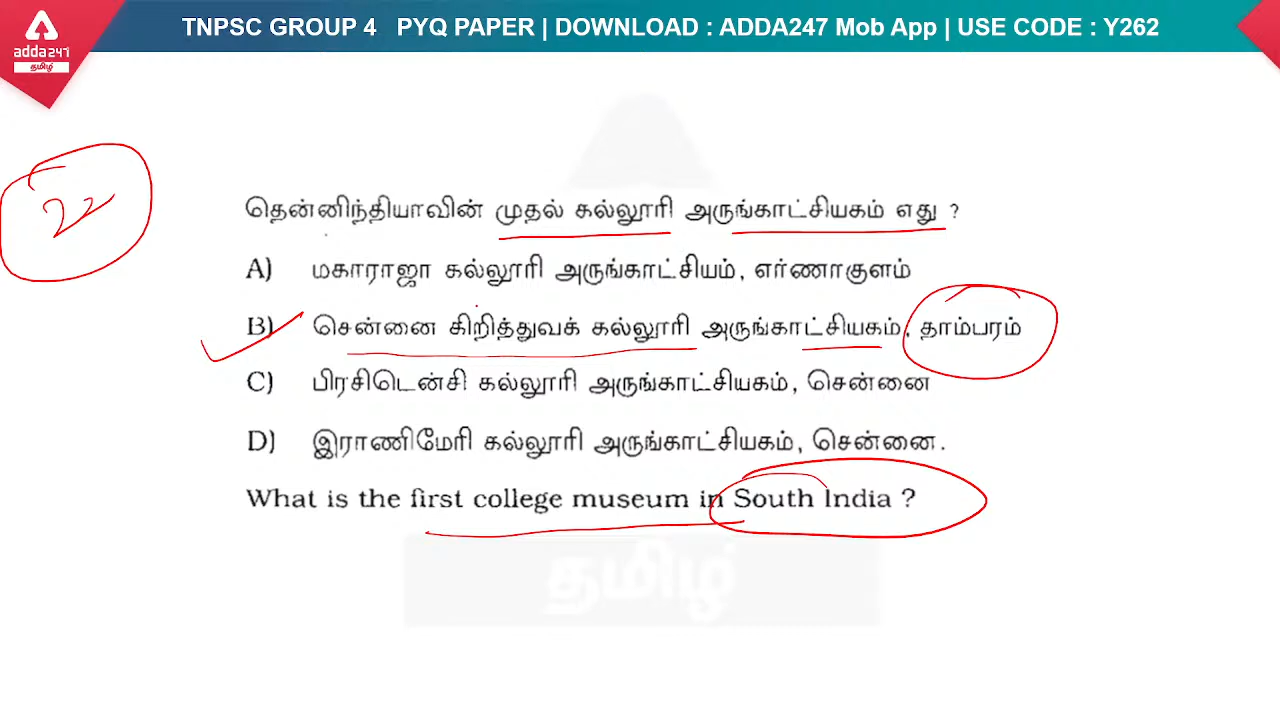 TNPSC GROUP 4 PYQ PAPER | DOWNLOAD : ADDA247 Mob App | USE CODE : Y262
adda247
தமிழ்
22
தென்னிந்தியாவின் முதல் கல்லூரி அருங்காட்சியகம் எது ?
A) மகாராஜா கல்லூரி அருங்காட்சியம், எர்ணாகுளம்
B) சென்னை கிறித்துவக் கல்லூரி அருங்காட்சியகம், தாம்பரம்
C) பிரசிடென்சி கல்லூரி அருங்காட்சியகம், சென்னை
D) இராணிமேரி கல்லூரி அருங்காட்சியகம், சென்னை.
What is the first college museum in South India ?
தமிழ்